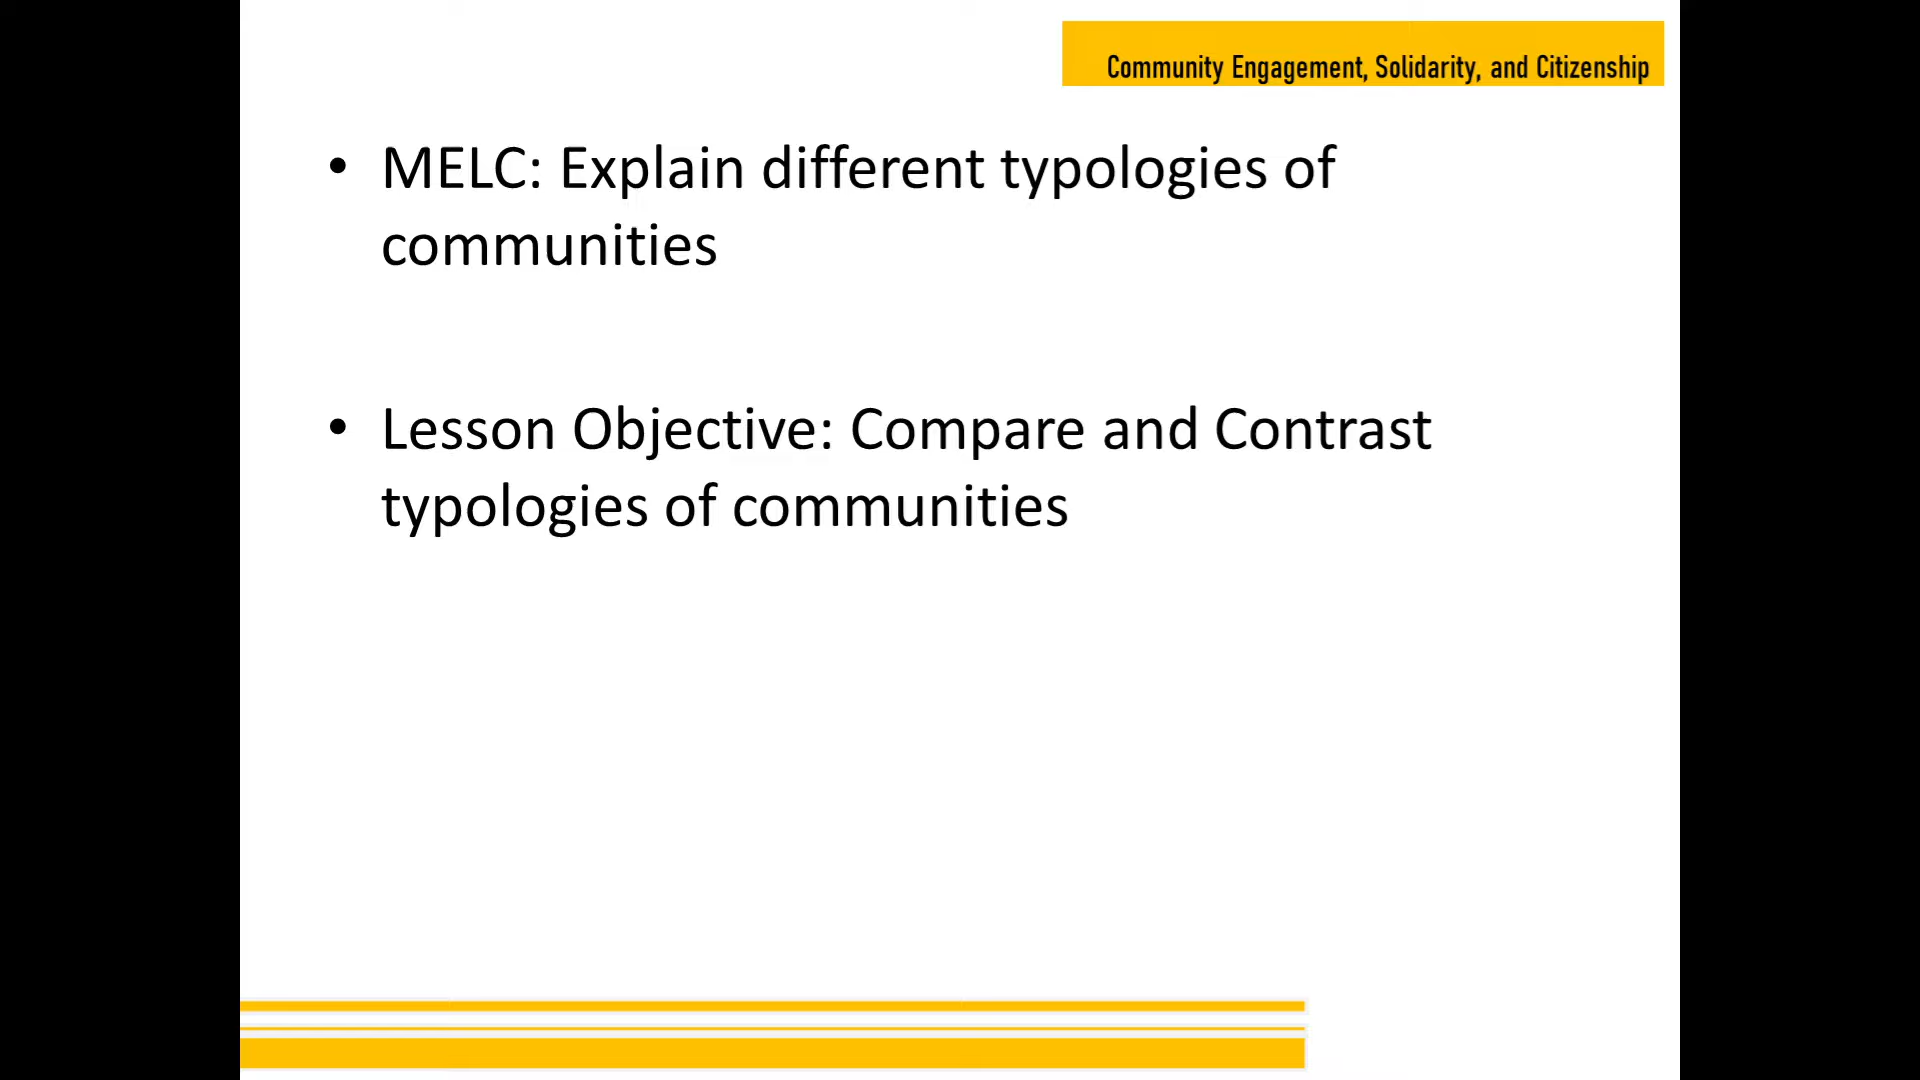 Community Engagement, Solidarity, and Citizenship
• MELC: Explain different typologies of
communities
• Lesson Objective: Compare and Contrast
typologies of communities